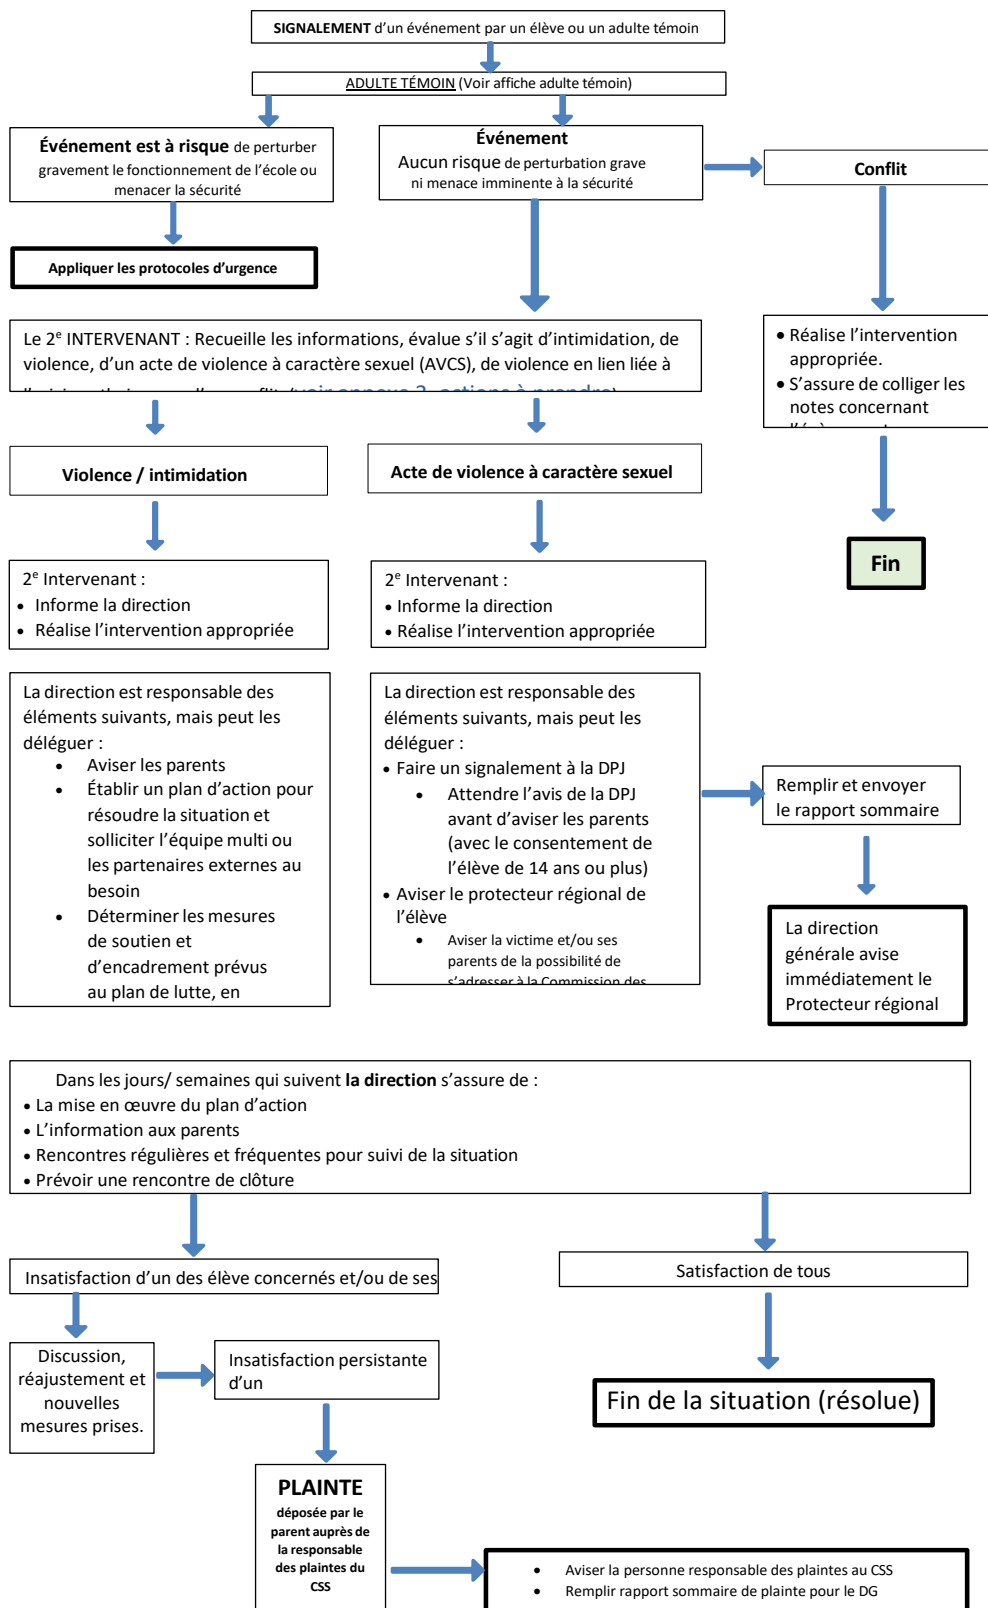 SIGNALEMENT d’un événement par un élève ou un adulte témoin
ADULTE TÉMOIN (Voir affiche adulte témoin)
Événement est à risque de perturber
gravement le fonctionnement de l’école ou
menacer la sécurité
Événement
Aucun risque de perturbation grave
ni menace imminente à la sécurité
Conflit
Appliquer les protocoles d’urgence
Le 2e INTERVENANT : Recueille les informations, évalue s’il s’agit d’intimidation, de
violence, d’un acte de violence à caractère sexuel (AVCS), de violence en lien liée à
voir annexe 2, actions à prendre)
• Réalise l’intervention
appropriée.
• S’assure de colliger les
notes concernant
Violence / intimidation
Acte de violence à caractère sexuel
Fin
2e Intervenant :
• Informe la direction
• Réalise l’intervention appropriée
2e Intervenant :
• Informe la direction
• Réalise l’intervention appropriée
La direction est responsable des
éléments suivants, mais peut les
déléguer :
• Aviser les parents
• Établir un plan d’action pour
résoudre la situation et
solliciter l’équipe multi ou
les partenaires externes au
besoin
• Déterminer les mesures
de soutien et
d’encadrement prévus
au plan de lutte, en
La direction est responsable des
éléments suivants, mais peut les
déléguer :
• Faire un signalement à la DPJ
• Attendre l’avis de la DPJ
avant d’aviser les parents
(avec le consentement de
l’élève de 14 ans ou plus)
• Aviser le protecteur régional de
l’élève
• Aviser la victime et/ou ses
parents de la possibilité de
s’adresser à la Commission des
Remplir et envoyer
le rapport sommaire
La direction
générale avise
immédiatement le
Protecteur régional
Dans les jours/ semaines qui suivent la direction s’assure de :
• La mise en œuvre du plan d’action
• L’information aux parents
• Rencontres régulières et fréquentes pour suivi de la situation
• Prévoir une rencontre de clôture
Insatisfaction d’un des élève concernés et/ou de ses
Satisfaction de tous
Discussion,
réajustement et
nouvelles
mesures prises.
Insatisfaction persistante
d’un
Fin de la situation (résolue)
PLAINTE
déposée par le
parent auprès de
la responsable
des plaintes du
CSS
• Aviser la personne responsable des plaintes au CSS
• Remplir rapport sommaire de plainte pour le DG